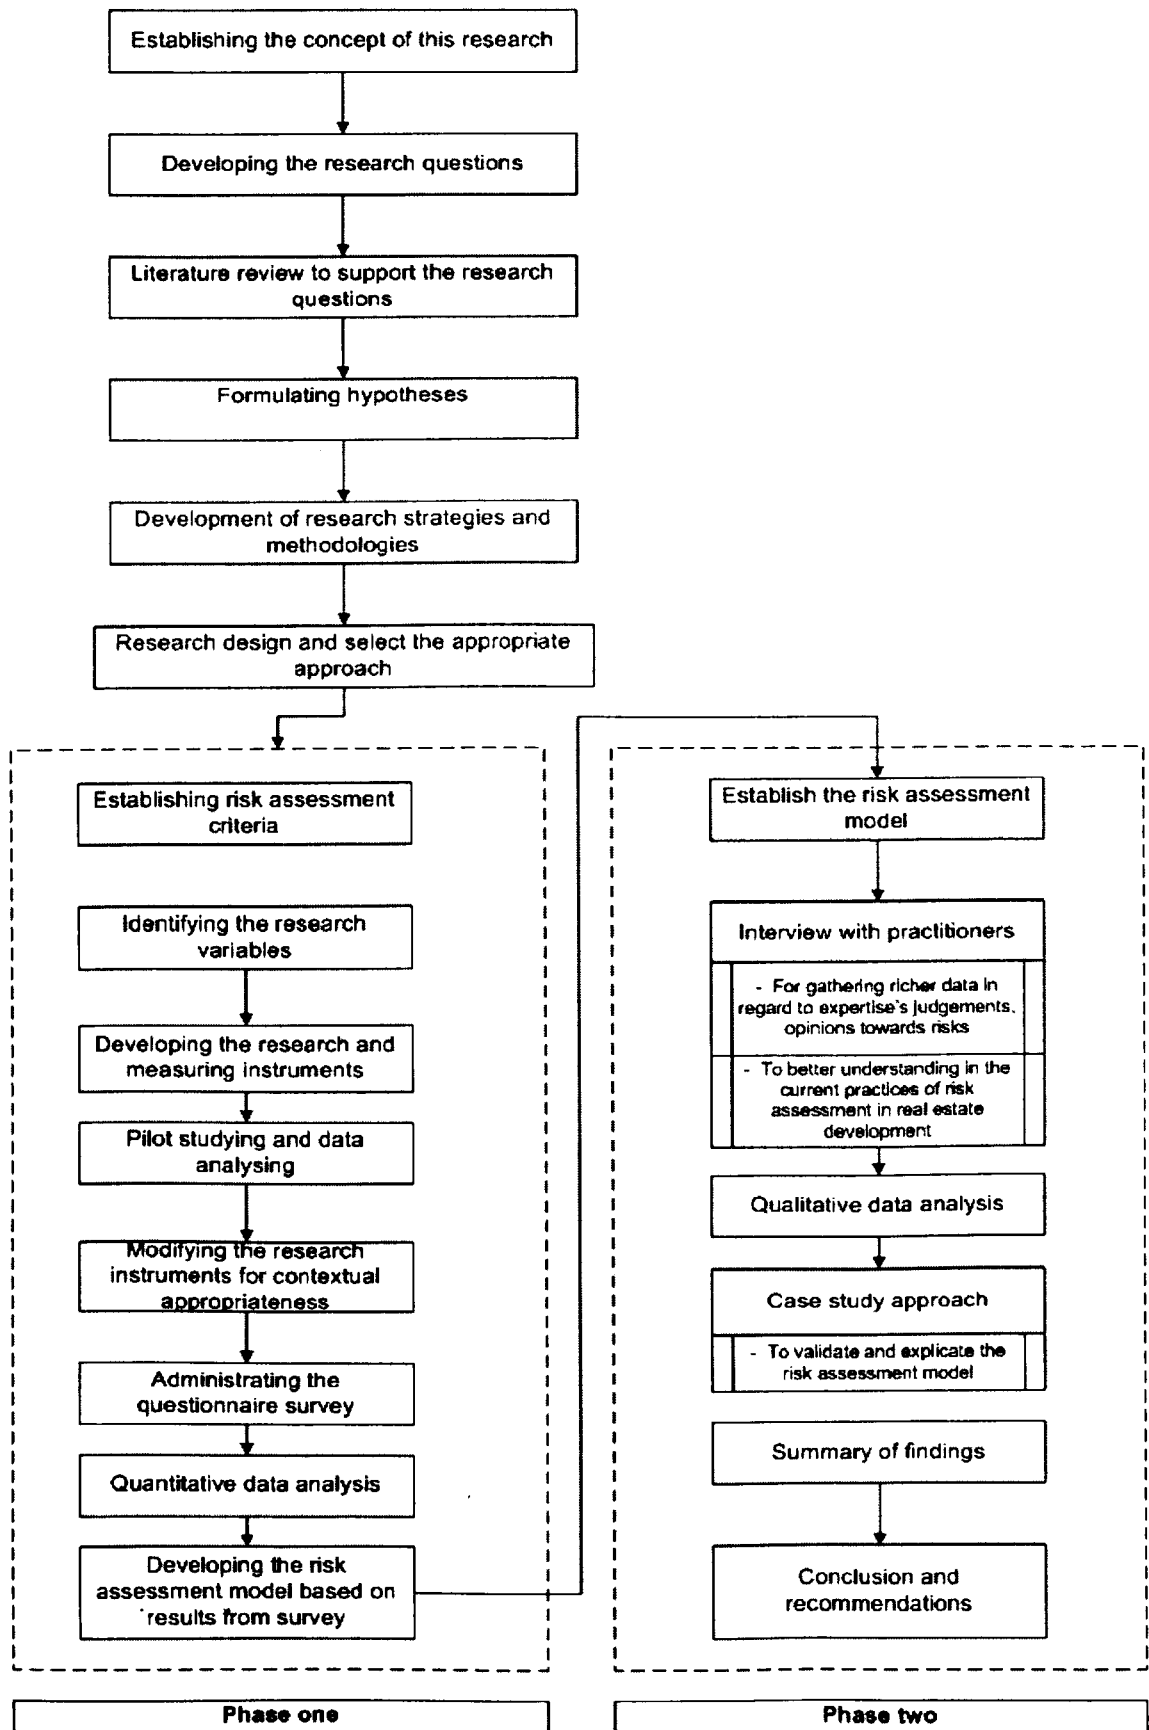 Establishing the concept of this research
Developing the research questions
Literature review to support the research
questions
Formulating hypotheses
Development of research strategies and
methodologies
Research design and select the appropriate
approach
Establishing risk assessment
criteria
Identifying the research
variables
Developing the research and
measuring instruments
Pilot studying and data
analysing
Modifying the research
instruments for contextual
appropriateness
Administrating the
questionnaire survey
Quantitative data analysis
Developing the risk
assessment model based on
results from survey
Phase one
Establish the risk assessment
model
Interview with practitioners
- For gathering richer data in
regard to expertise's judgements,
opinions towards risks
- To better understanding in the
current practices of risk
assessment in real estate
development
Qualitative data analysis
Case study approach
- To validate and explicate the
risk assessment model
Summary of findings
Conclusion and
recommendations
Phase two